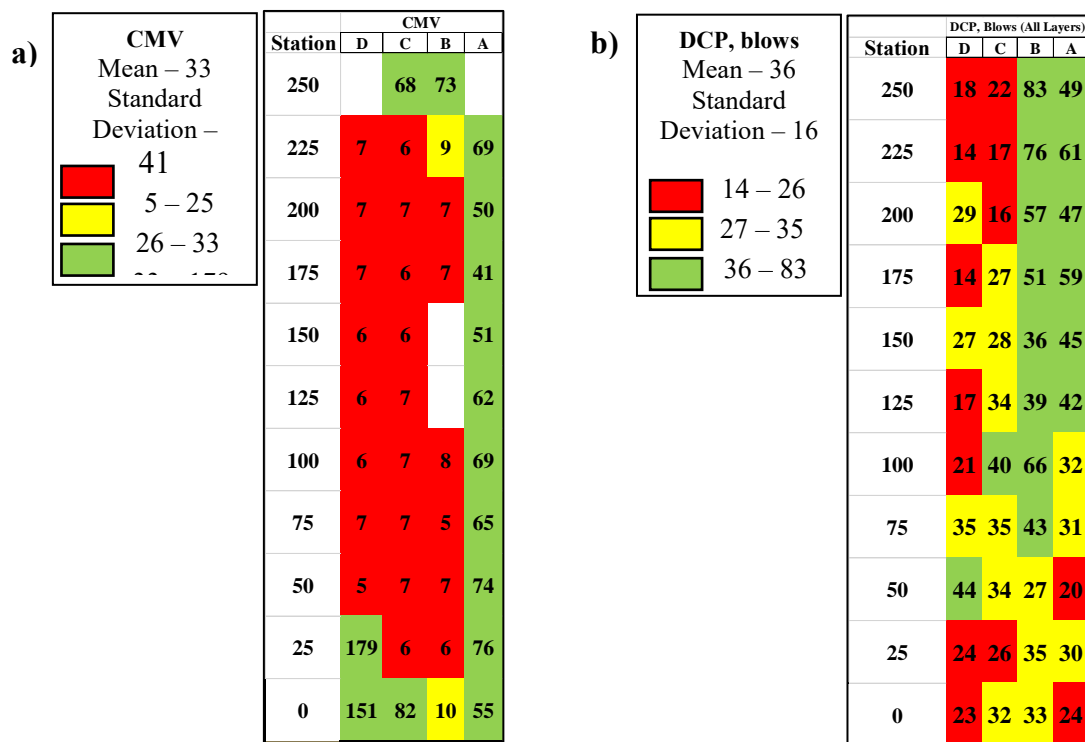 a)
CMV
Mean – 33
Standard
Deviation –
41
5 – 25
26 – 33
CMV
Station D C B A
250 68 73
225 7 6 9 69
200 7 7 7 50
175 7 6 7 41
150 6 6 51
125 6 7 62
100 6 7 8 69
75 7 7 5 65
50 5 7 7 74
25 179 6 6 76
0 151 82 10 55
b)
DCP, blows
Mean – 36
Standard
Deviation – 16
14 – 26
27 – 35
36 – 83
DCP, Blows (All Layers)
Station D C B A
250 18 22 83 49
225 14 17 76 61
200 29 16 57 47
175 14 27 51 59
150 27 28 36 45
125 17 34 39 42
100 21 40 66 32
75 35 35 43 31
50 44 34 27 20
25 24 26 35 30
0 23 32 33 24